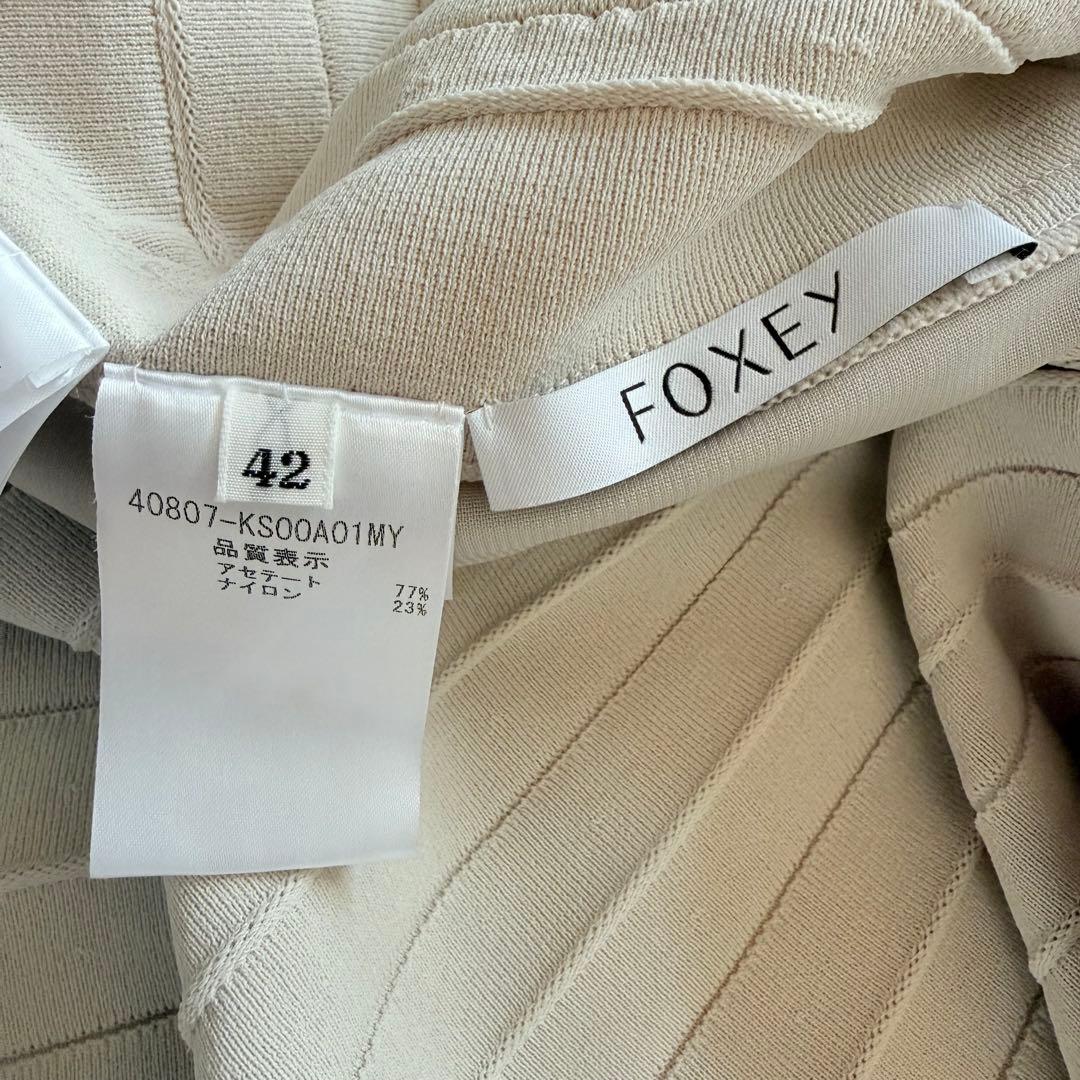 FOXEY
42
40807-KS00A01MY
品質表示
アセテート 77%
ナイロン 23%